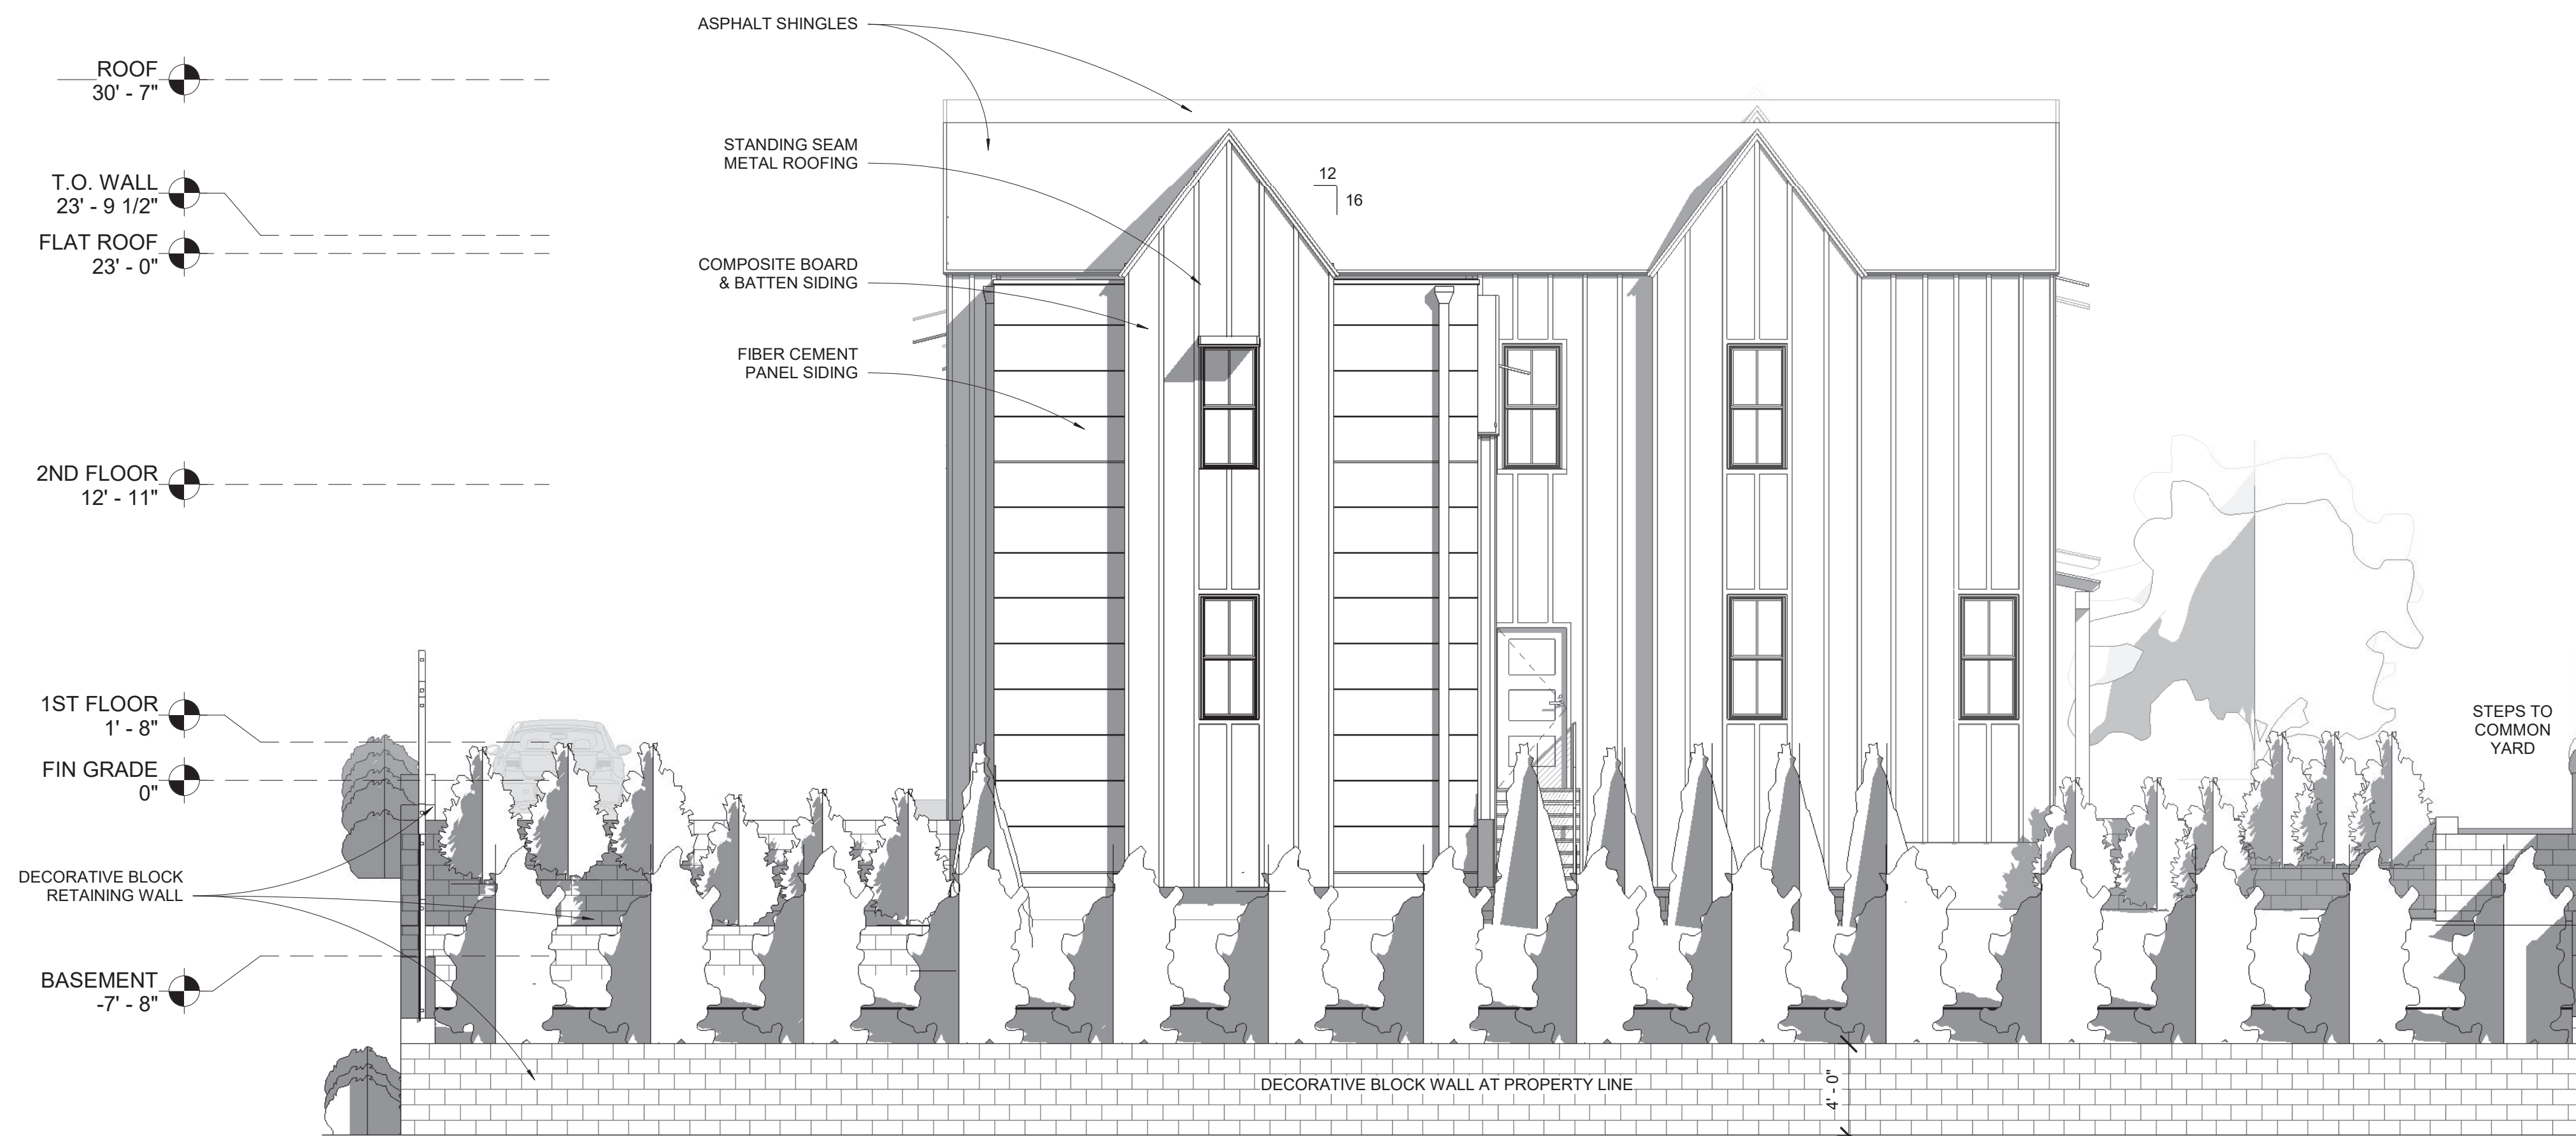 ASPHALT SHINGLES
ROOF
30' - 7"
STANDING SEAM
METAL ROOFING
12
16
T.O. WALL
23' - 9 1/2"
FLAT ROOF
23' - 0"
COMPOSITE BOARD
& BATTEN SIDING
FIBER CEMENT
PANEL SIDING
2ND FLOOR
12' - 11"
1ST FLOOR
1' - 8"
STEPS TO
COMMON
YARD
FIN GRADE
0"
DECORATIVE BLOCK
RETAINING WALL
BASEMENT
-7' - 8"
DECORATIVE BLOCK WALL AT PROPERTY LINE
4' - 0"